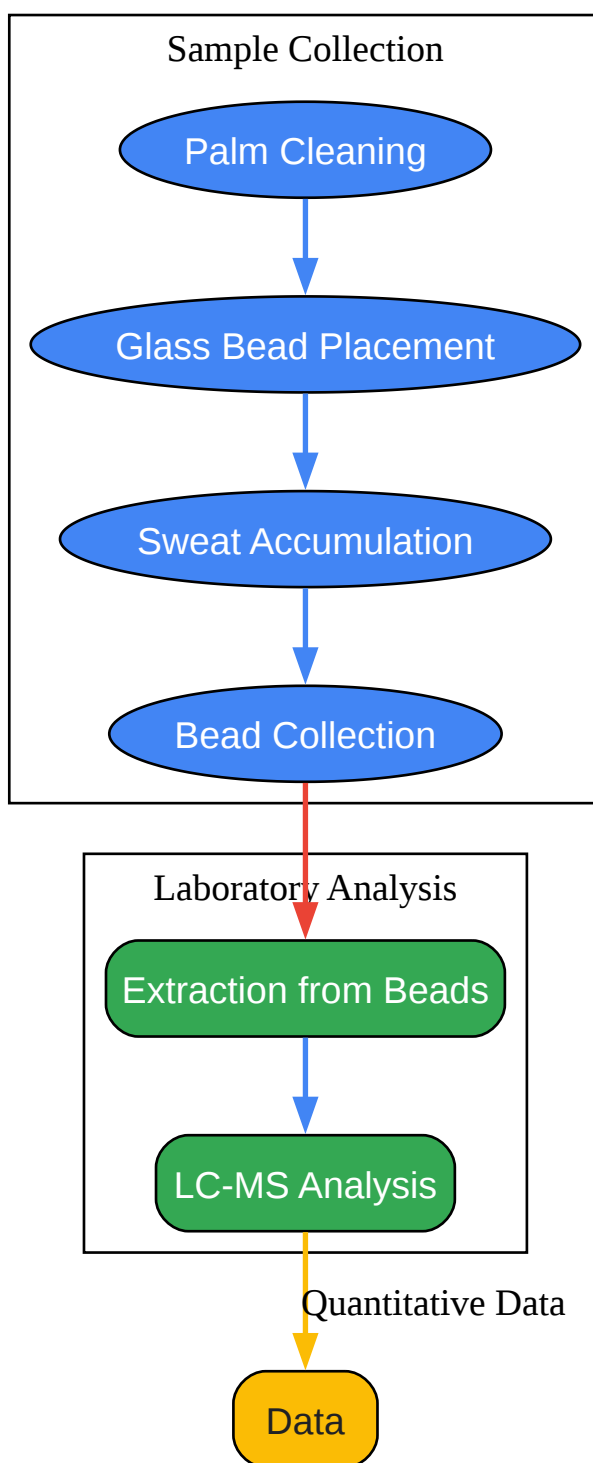 Sample Collection
Palm Cleaning
Glass Bead Placement
Sweat Accumulation
Bead Collection
Laboratory Analysis
Extraction from Beads
LC-MS Analysis
Quantitative Data
Data